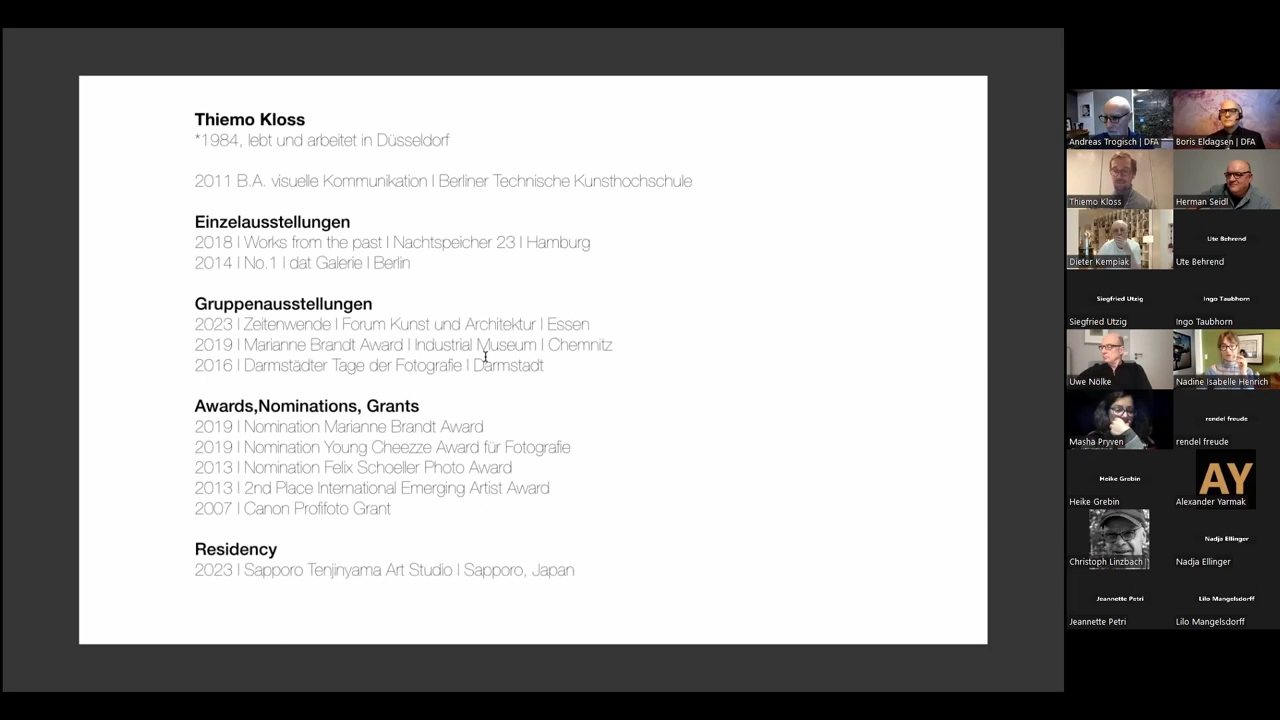 Thiemo Kloss
*1984, lebt und arbeitet in Düsseldorf
2011 B.A. visuelle Kommunikation I Berliner Technische Kunsthochschule
Einzelausstellungen
2018 I Works from the past I Nachtspeicher 23 I Hamburg
2014 I No.1 I dat Galerie I Berlin
Gruppenausstellungen
2023 I Zeitenwende I Forum Kunst und Architektur I Essen
2019 I Marianne Brandt Award I Industrial Museum I Chemnitz
2016 I Darmstädter Tage der Fotografie I Darmstadt
Awards,Nominations, Grants
2019 I Nomination Marianne Brandt Award
2019 I Nomination Young Cheezze Award für Fotografie
2013 I Nomination Felix Schoeller Photo Award
2013 I 2nd Place International Emerging Artist Award
2007 I Canon Profifoto Grant
Residency
2023 I Sapporo Tenjinyama Art Studio I Sapporo, Japan
Andreas Trogisch | DFA
Boris Eldagsen | DFA
Thiemo Kloss
Herman Seidl
Dieter Kempiak
Ute Behrend
Ute Behrend
Siegfried Utzig
Ingo Taubhorn
Siegfried Utzig
Ingo Taubhorn
Uwe Nölke
Nadine Isabelle Henrich
Masha Pryven
rendel freude
rendel freude
Heike Grebin
Heike Grebin
AY
Alexander Yarmak
Christoph Linzbach
Nadja Ellinger
Nadja Ellinger
Jeannette Petri
Lilo Mangelsdorff
Jeannette Petri
Lilo Mangelsdorff